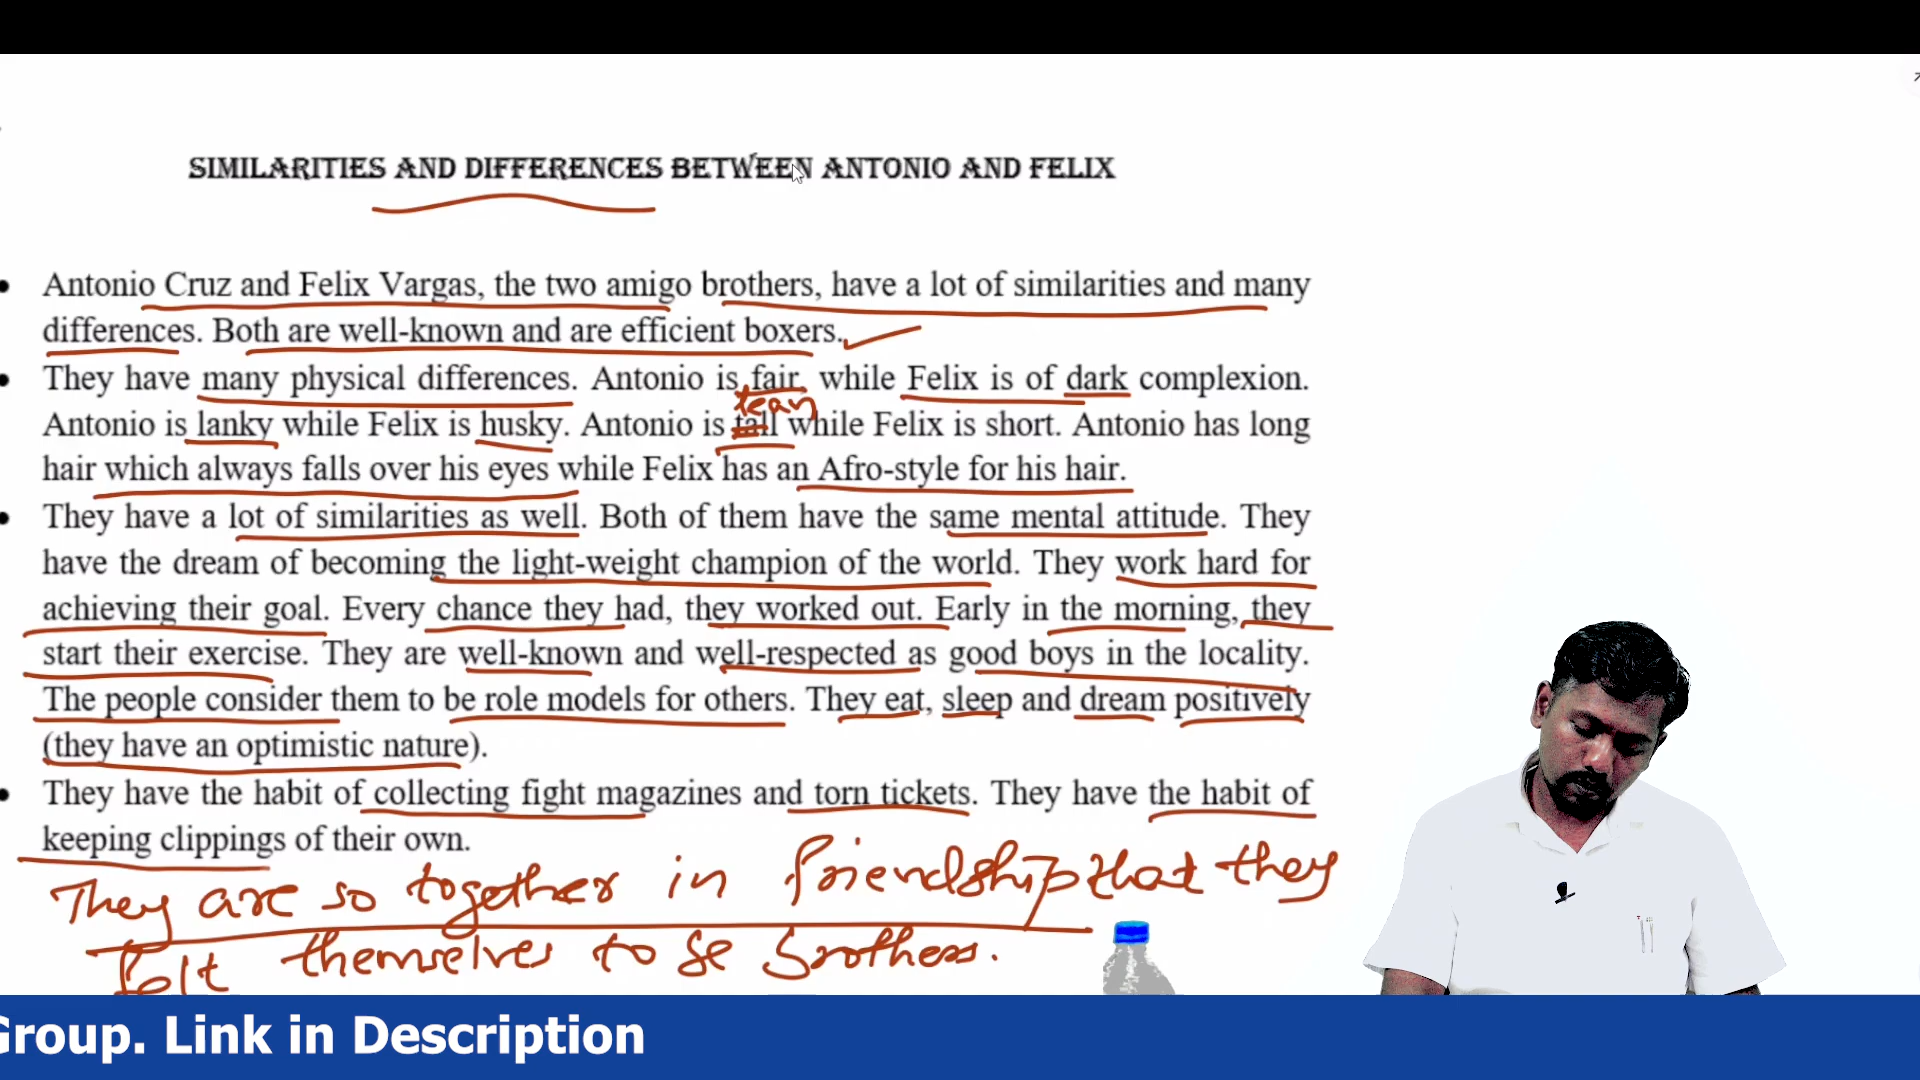 SIMILARITIES AND DIFFERENCES BETWEEN ANTONIO AND FELIX
• Antonio Cruz and Felix Vargas, the two amigo brothers, have a lot of similarities and many
differences. Both are well-known and are efficient boxers.
• They have many physical differences. Antonio is fair while Felix is of dark complexion.
tean
Antonio is lanky while Felix is husky. Antonio is tall while Felix is short. Antonio has long
hair which always falls over his eyes while Felix has an Afro-style for his hair.
• They have a lot of similarities as well. Both of them have the same mental attitude. They
have the dream of becoming the light-weight champion of the world. They work hard for
achieving their goal. Every chance they had, they worked out. Early in the morning, they
start their exercise. They are well-known and well-respected as good boys in the locality.
The people consider them to be role models for others. They eat, sleep and dream positively
(they have an optimistic nature).
• They have the habit of collecting fight magazines and torn tickets. They have the habit of
keeping clippings of their own.
They are so together in friendship that they
felt themselves to be brothers.
Group. Link in Description